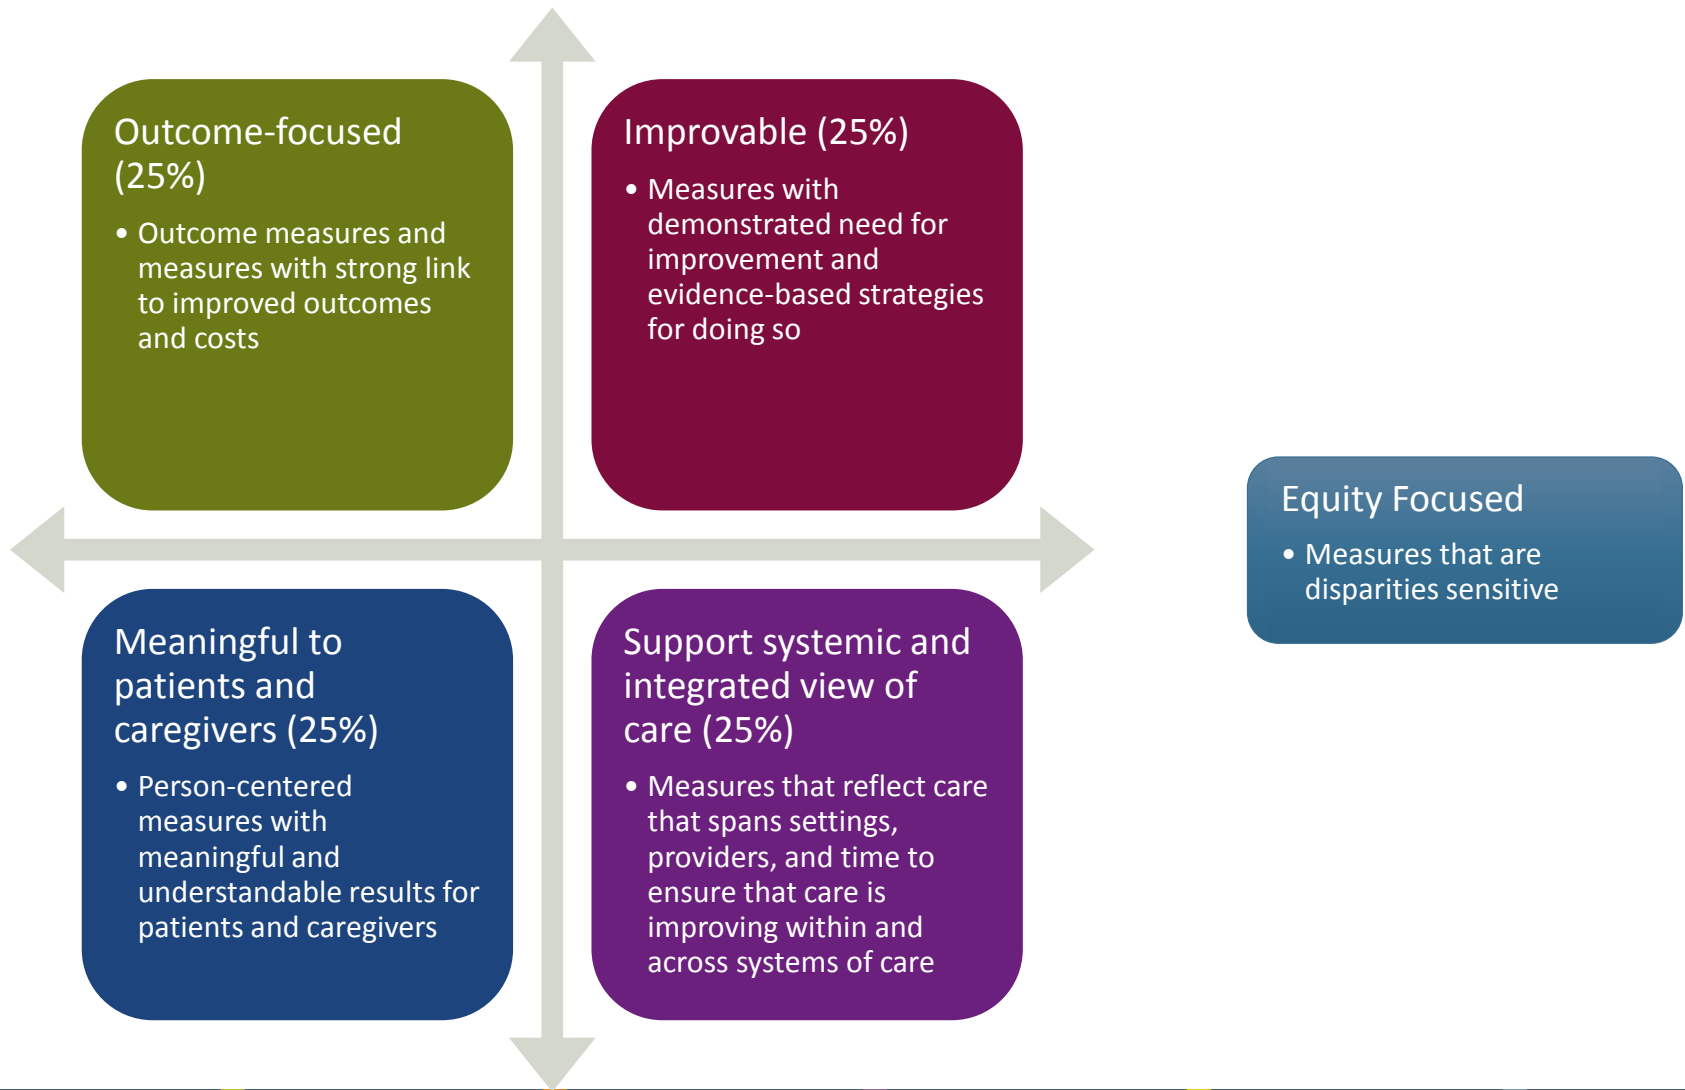 Outcome-focused
(25%)
• Outcome measures and
measures with strong link
to improved outcomes
and costs
Improvable (25%)
• Measures with
demonstrated need for
improvement and
evidence-based strategies
for doing so
Equity Focused
• Measures that are
disparities sensitive
Meaningful to
patients and
caregivers (25%)
• Person-centered
measures with
meaningful and
understandable results for
patients and caregivers
Support systemic and
integrated view of
care (25%)
• Measures that reflect care
that spans settings,
providers, and time to
ensure that care is
improving within and
across systems of care